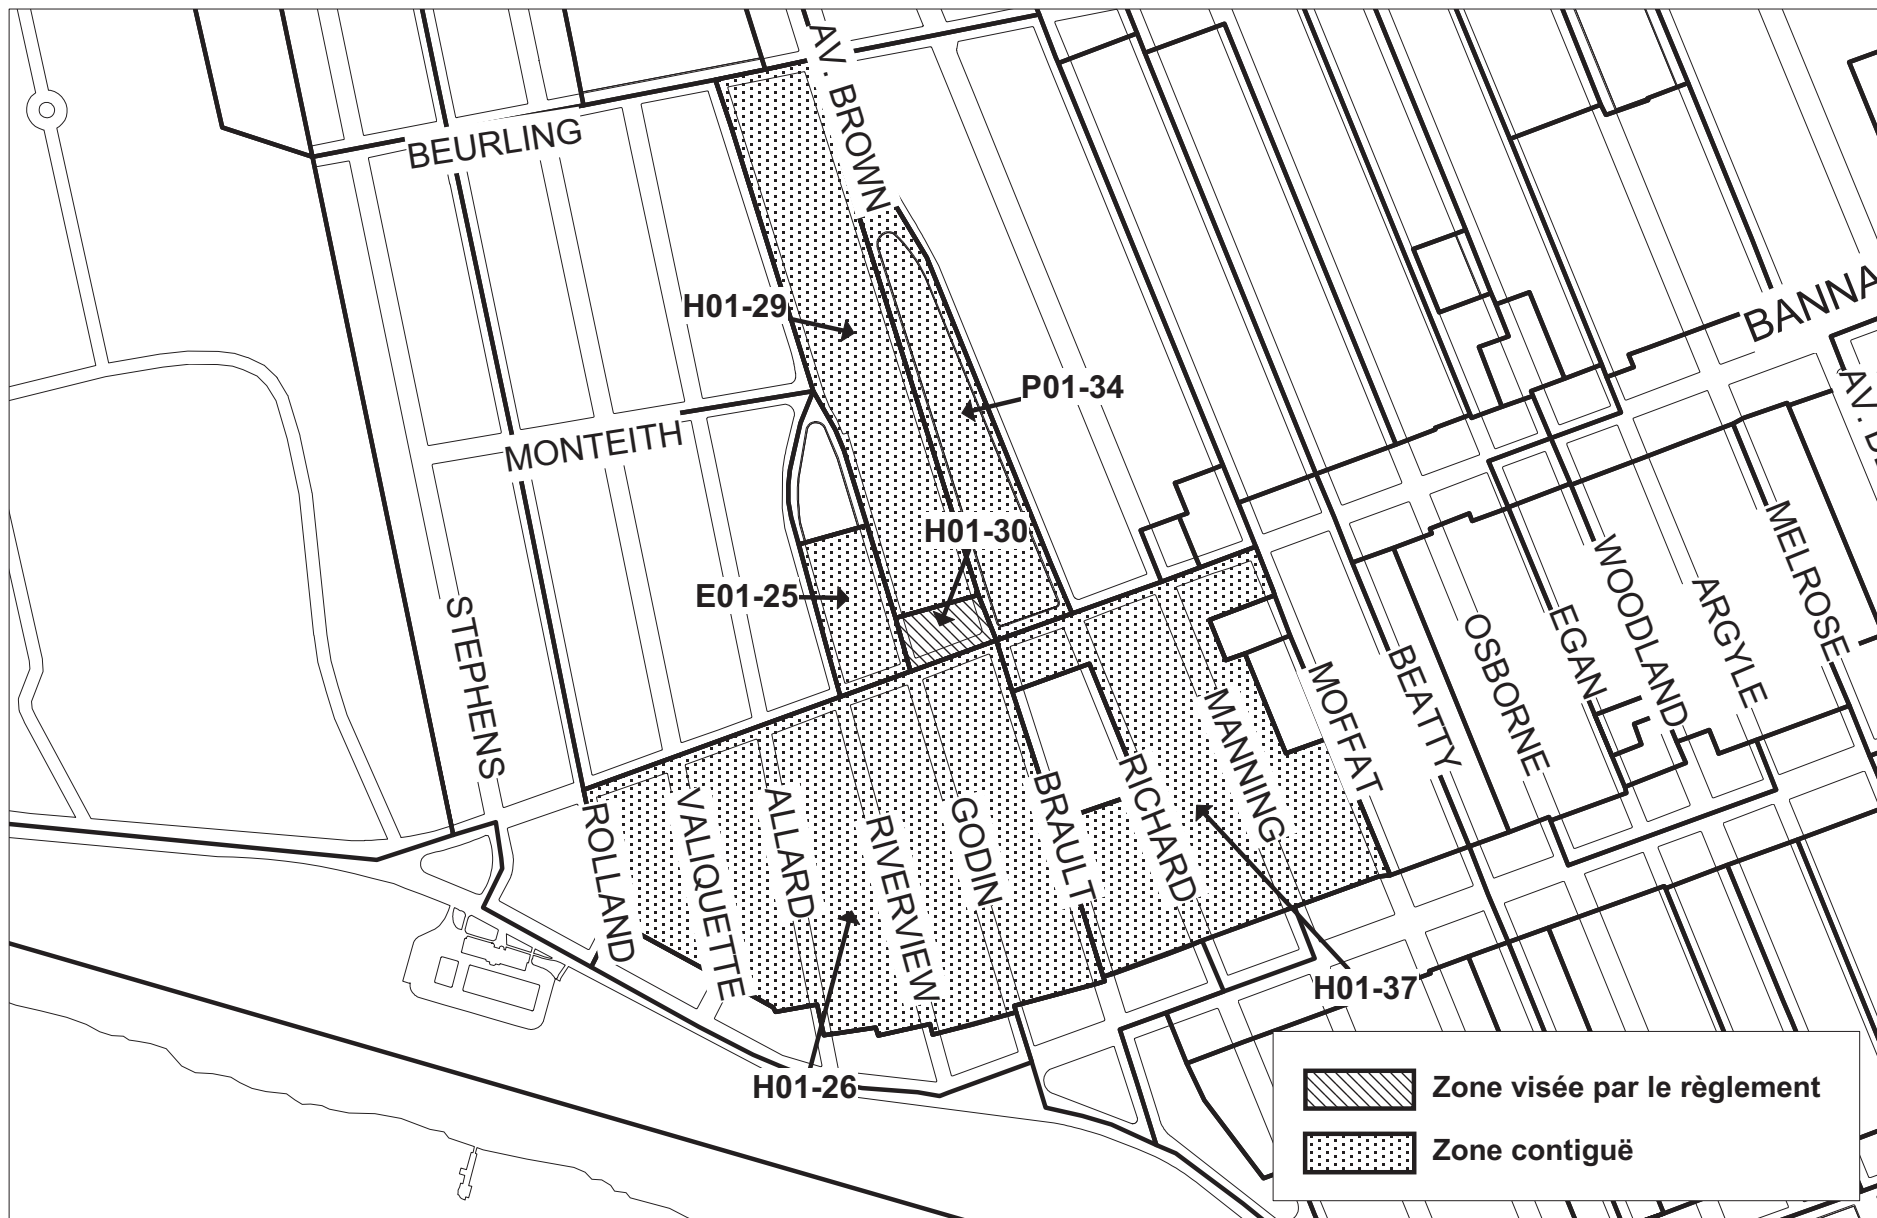 AV. BROWN
BEURLING
H01-29
BANNA
P01-34
MONTEITH
H01-30
E01-25
STEPHENS
MELROSE
WOODLAND
ARGYLE
EGAN
OSBORNE
BEATTY
MOFFAT
MANNING
RICHARD
BRAULT
GODIN
RIVERVIEW
ALLARD
VALIQUETTE
ROLLAND
H01-37
H01-26
AV.
Zone visée par le règlement
Zone contiguë